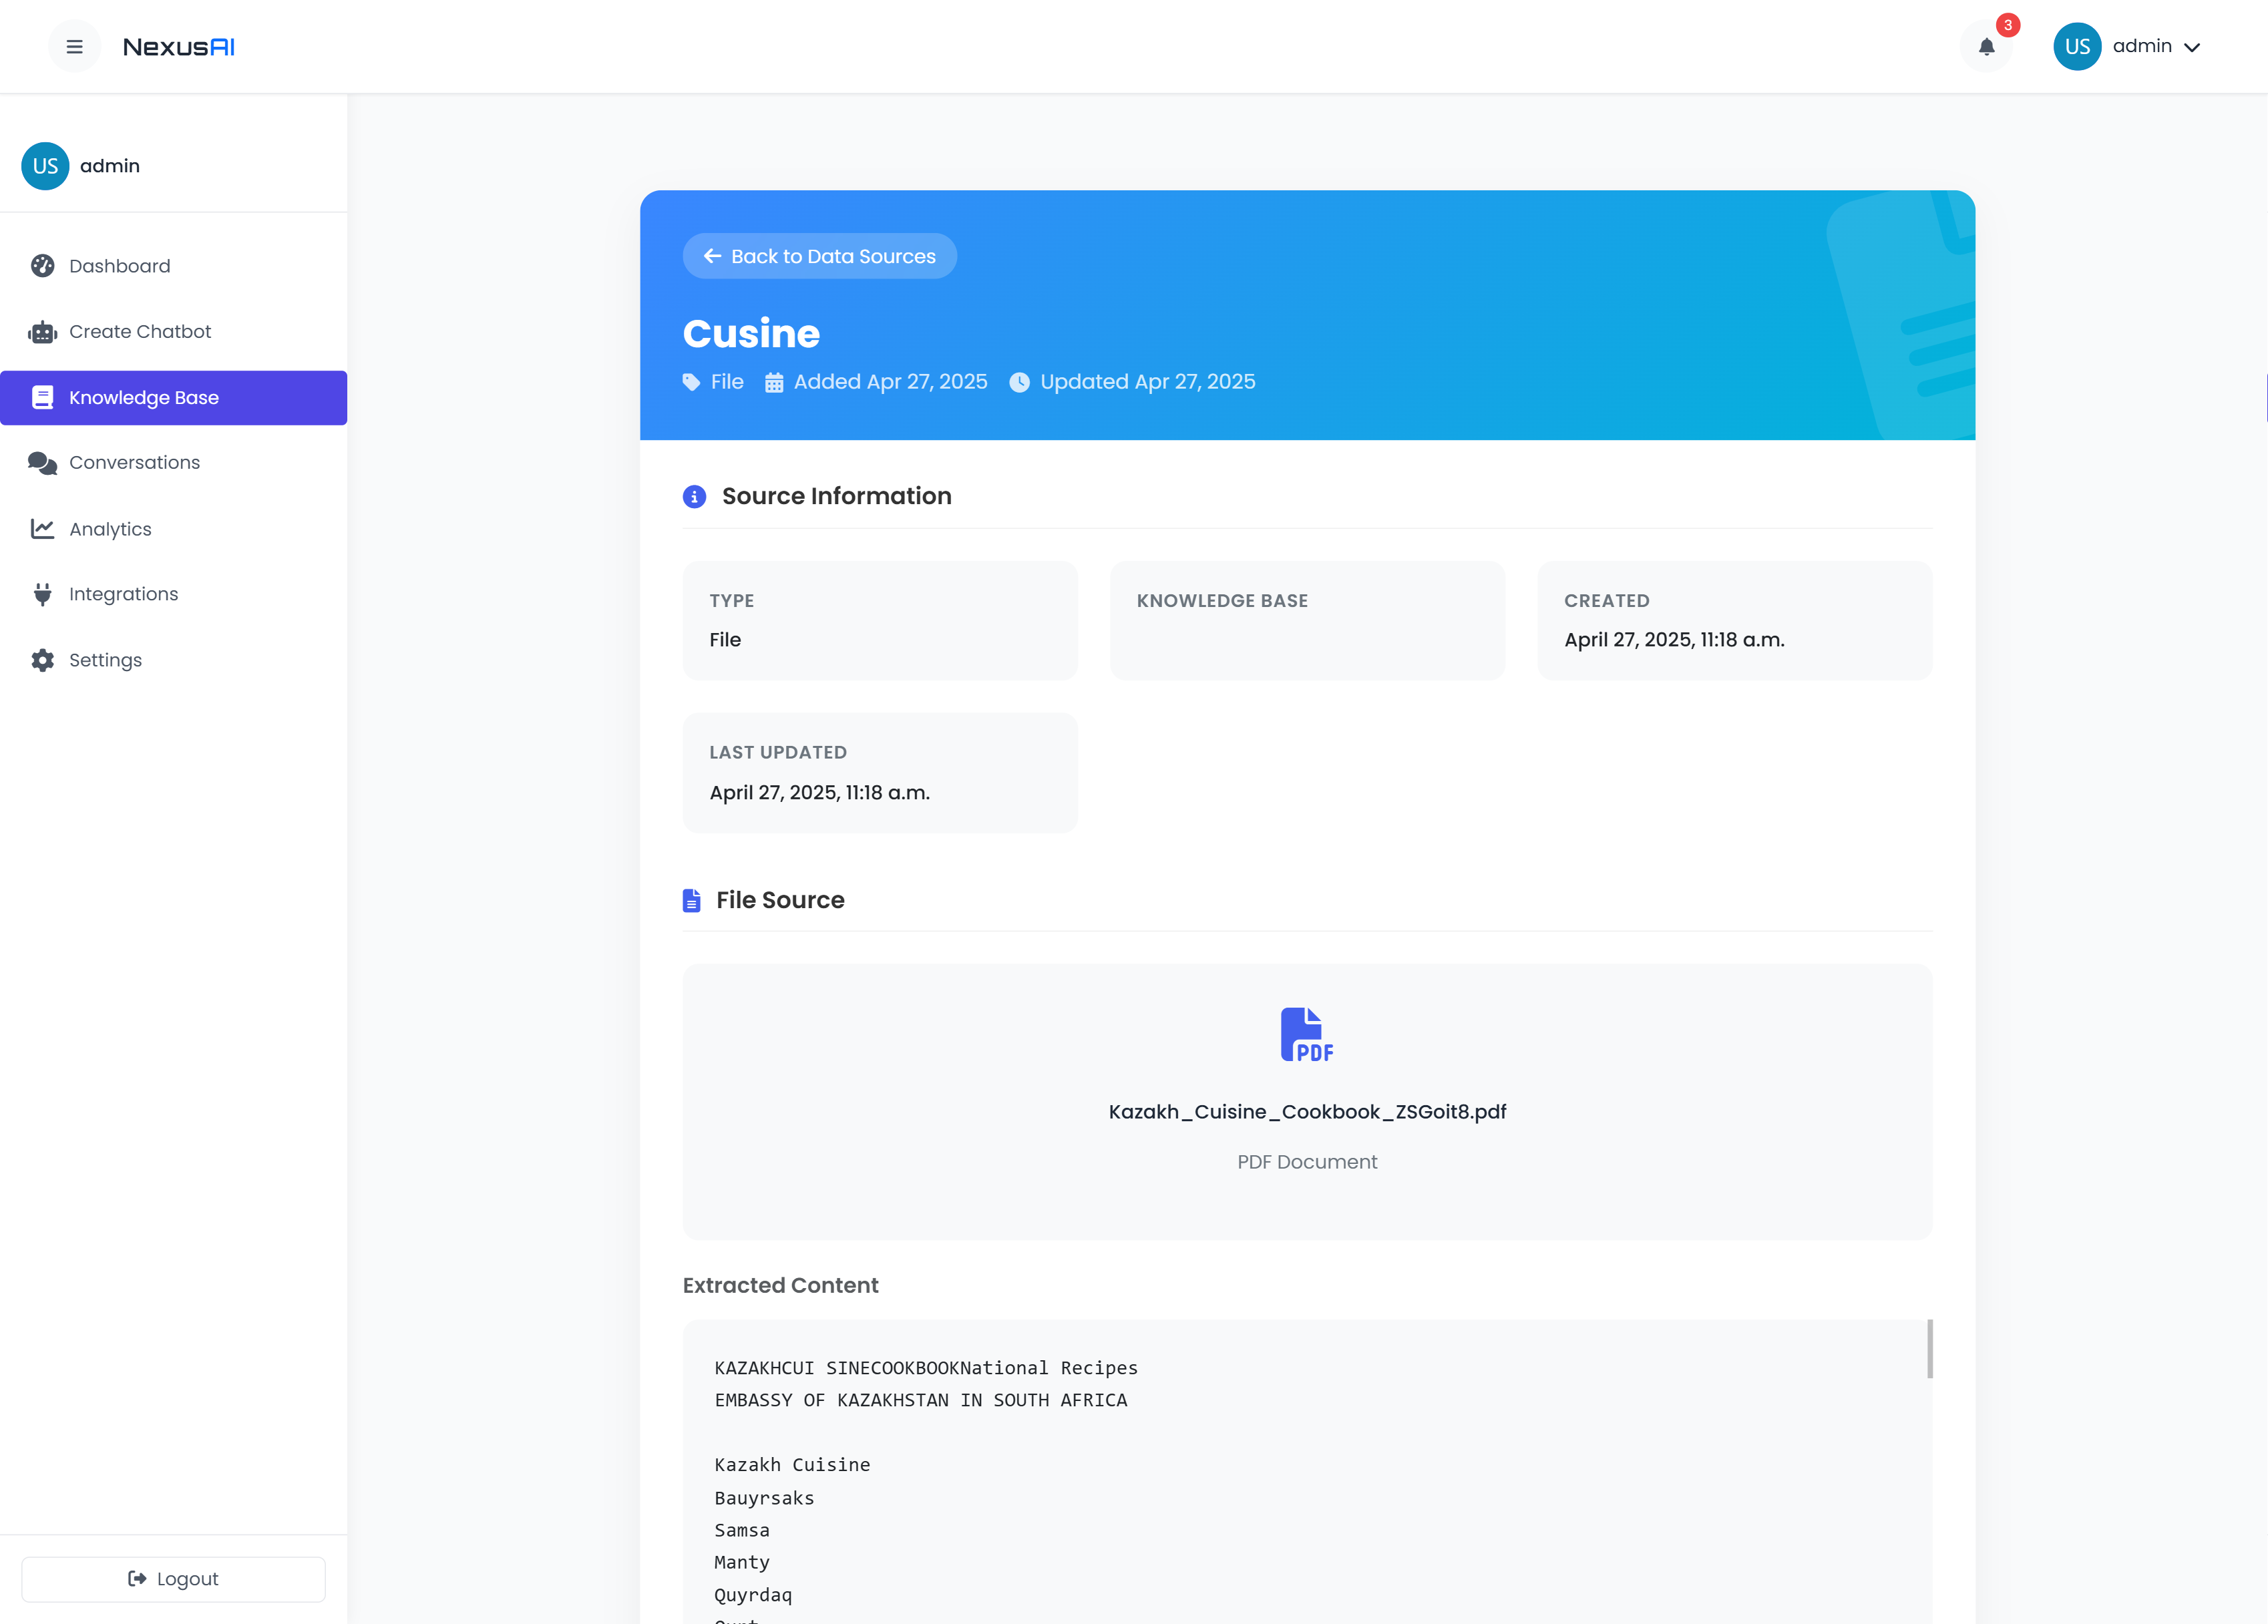 NexusAI
3
US admin
US admin
Dashboard
Create Chatbot
Knowledge Base
Conversations
Analytics
Integrations
Settings
Logout
Back to Data Sources
Cusine
File Added Apr 27, 2025 Updated Apr 27, 2025
Source Information
TYPE
File
KNOWLEDGE BASE
CREATED
April 27, 2025, 11:18 a.m.
LAST UPDATED
April 27, 2025, 11:18 a.m.
File Source
PDF
Kazakh_Cuisine_Cookbook_ZSGoit8.pdf
PDF Document
Extracted Content
KAZAKHCUI SINECOOKBOOKNational Recipes
EMBASSY OF KAZAKHSTAN IN SOUTH AFRICA
Kazakh Cuisine
Bauyrsaks
Samsa
Manty
Quyrdaq